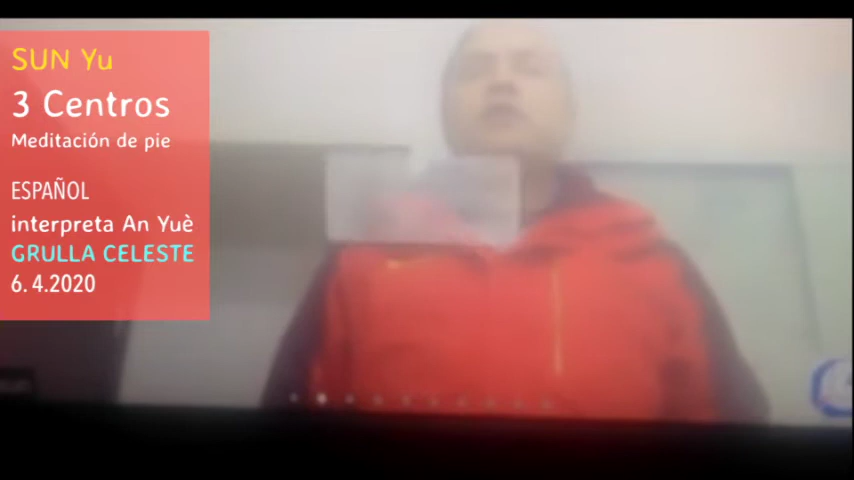 SUN Yu
3 Centros
Meditación de pie
ESPAÑOL
interpreta An Yuè
GRULLA CELESTE
6.4.2020